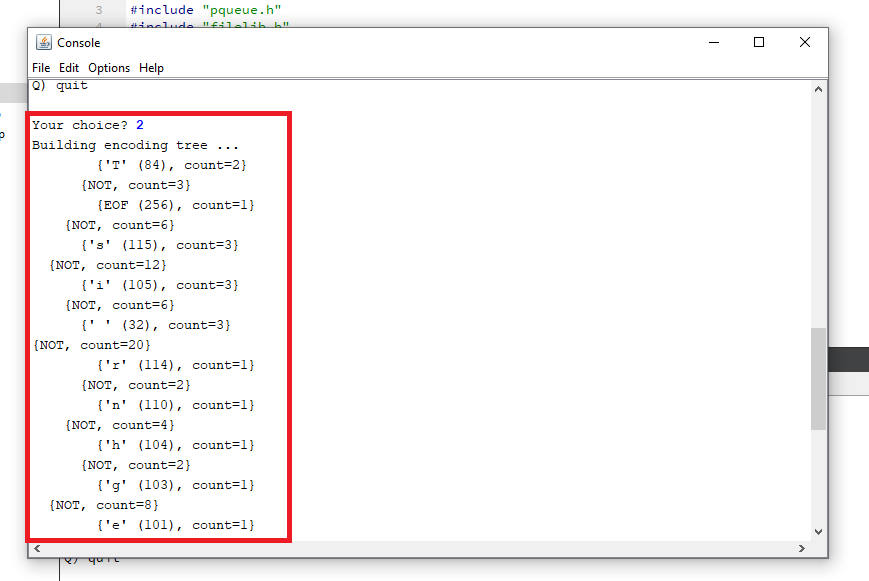 3 #include "pqueue.h"
4 #include "filelib.h"
Console
File Edit Options Help
Q) quit
Your choice? 2
Building encoding tree ...
{'T' (84), count=2}
{NOT, count=3}
{EOF (256), count=1}
{NOT, count=6}
{'s' (115), count=3}
{NOT, count=12}
{'i' (105), count=3}
{NOT, count=6}
{' ' (32), count=3}
{NOT, count=20}
{'r' (114), count=1}
{NOT, count=2}
{'n' (110), count=1}
{NOT, count=4}
{'h' (104), count=1}
{NOT, count=2}
{'g' (103), count=1}
{NOT, count=8}
{'e' (101), count=1}
Q) quit
p